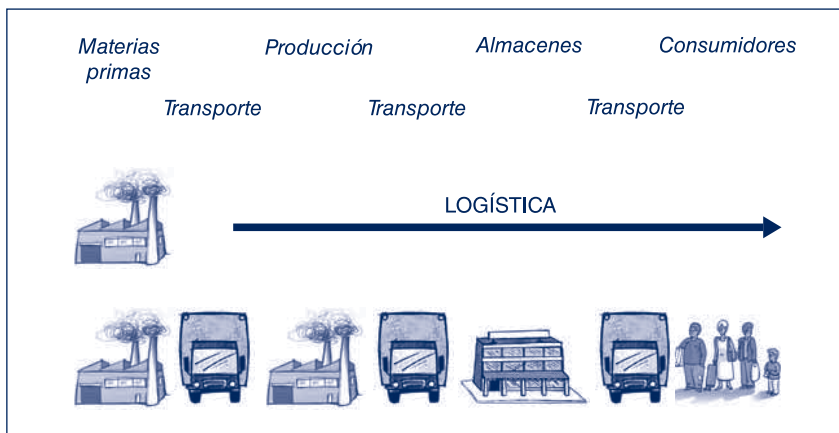 Materias primas
Producción
Almacenes
Consumidores
Transporte
Transporte
Transporte
LOGÍSTICA